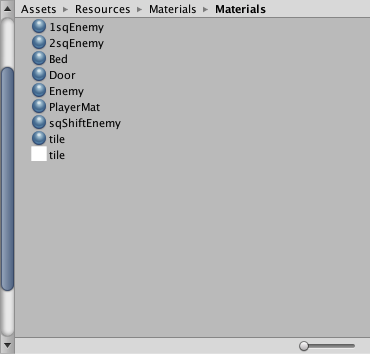 Assets ▸ Resources ▸ Materials ▸ Materials
1sqEnemy
2sqEnemy
Bed
Door
Enemy
PlayerMat
sqShiftEnemy
tile
tile